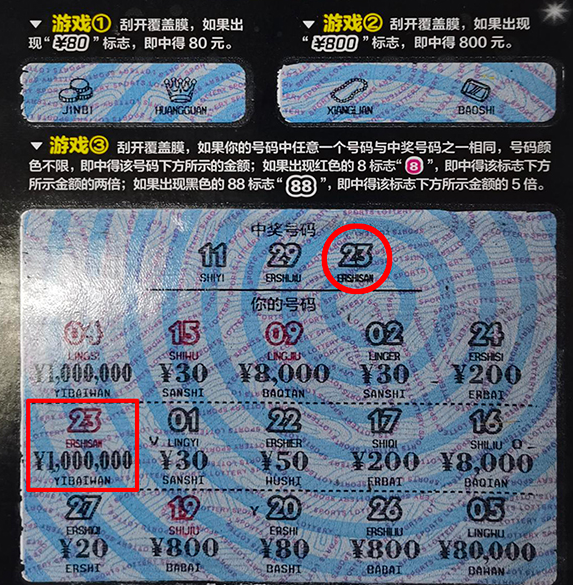 ▼游戏① 刮开覆盖膜，如果出
现“¥80”标志，即中得 80 元。
JINBI HUANGGUAN
▼游戏② 刮开覆盖膜，如果出现
“¥800”标志，即中得 800 元。
XIANGLIAN BAOSHI
▼游戏③ 刮开覆盖膜，如果你的号码中任意一个号码与中奖号码之一相同，号码颜
色不限，即中得该号码下方所示的金额；如果出现红色的 8 标志“8”，即中得该标志下方
所示金额的两倍；如果出现黑色的 88 标志“88”，即中得该标志下方所示金额的 5 倍。
中奖号码
11 29 23
SHIYI ERSHIJIU ERSHISAN
你的号码
04 15 09 02 24
LINGSI SHIWU LINGJIU LINGER ERSHISI
¥1,000,000 ¥30 ¥8,000 ¥30 ¥200
YIBAIWAN SANSHI BAQIAN SANSHI ERBAI
23 01 22 17 16
ERSHISAN LINGYI ERSHIER SHIQI SHILIU
¥1,000,000 ¥30 ¥50 ¥200 ¥8,000
YIBAIWAN SANSHI WUSHI ERBAI BAQIAN
27 19 20 26 05
ERSHIQI SHIJIU ERSHI ERSHILIU LINGWU
¥20 ¥800 ¥80 ¥800 ¥80,000
ERSHI BABAI BASHI BABAI BAWAN